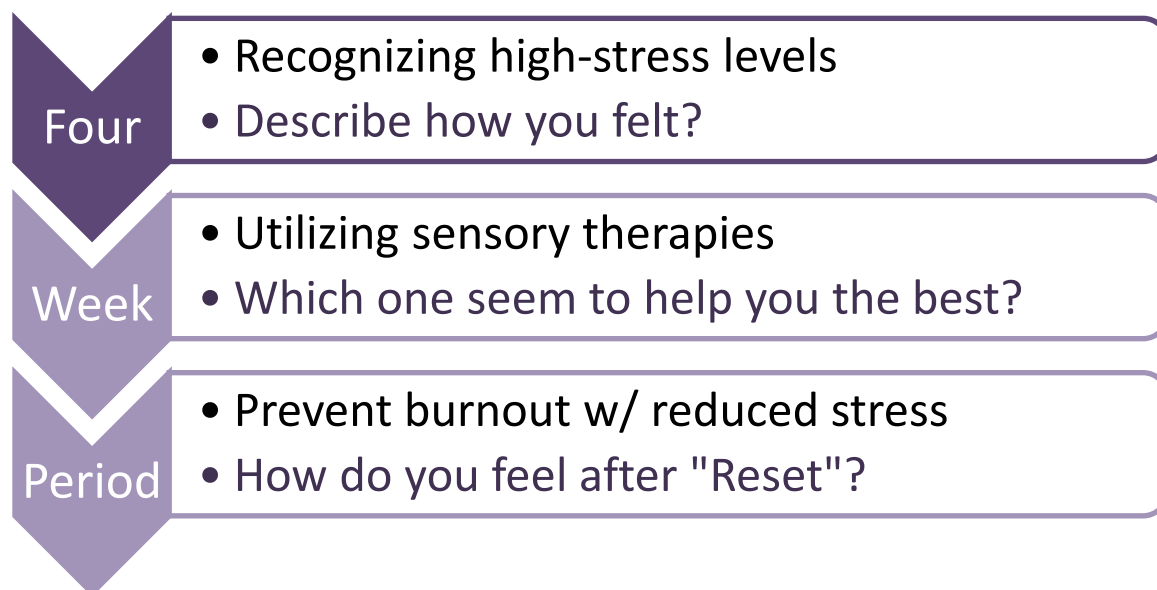 Four
• Recognizing high-stress levels
• Describe how you felt?
Week
• Utilizing sensory therapies
• Which one seem to help you the best?
Period
• Prevent burnout w/ reduced stress
• How do you feel after "Reset"?